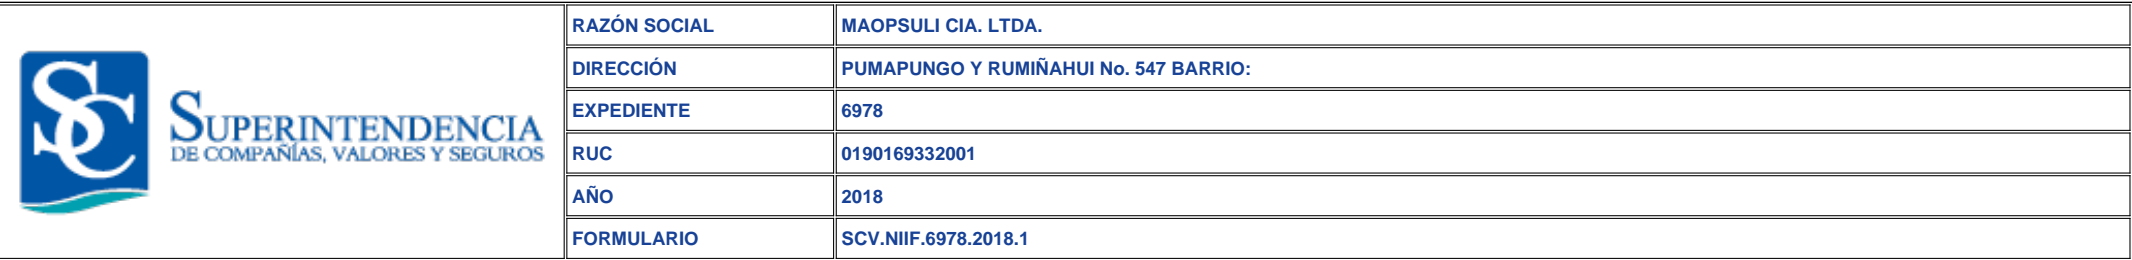 SC
SUPERINTENDENCIA
DE COMPAÑÍAS, VALORES Y SEGUROS
RAZÓN SOCIAL MAOPSULI CIA. LTDA.
DIRECCIÓN PUMAPUNGO Y RUMIÑAHUI No. 547 BARRIO:
EXPEDIENTE 6978
RUC 0190169332001
AÑO 2018
FORMULARIO SCV.NIIF.6978.2018.1